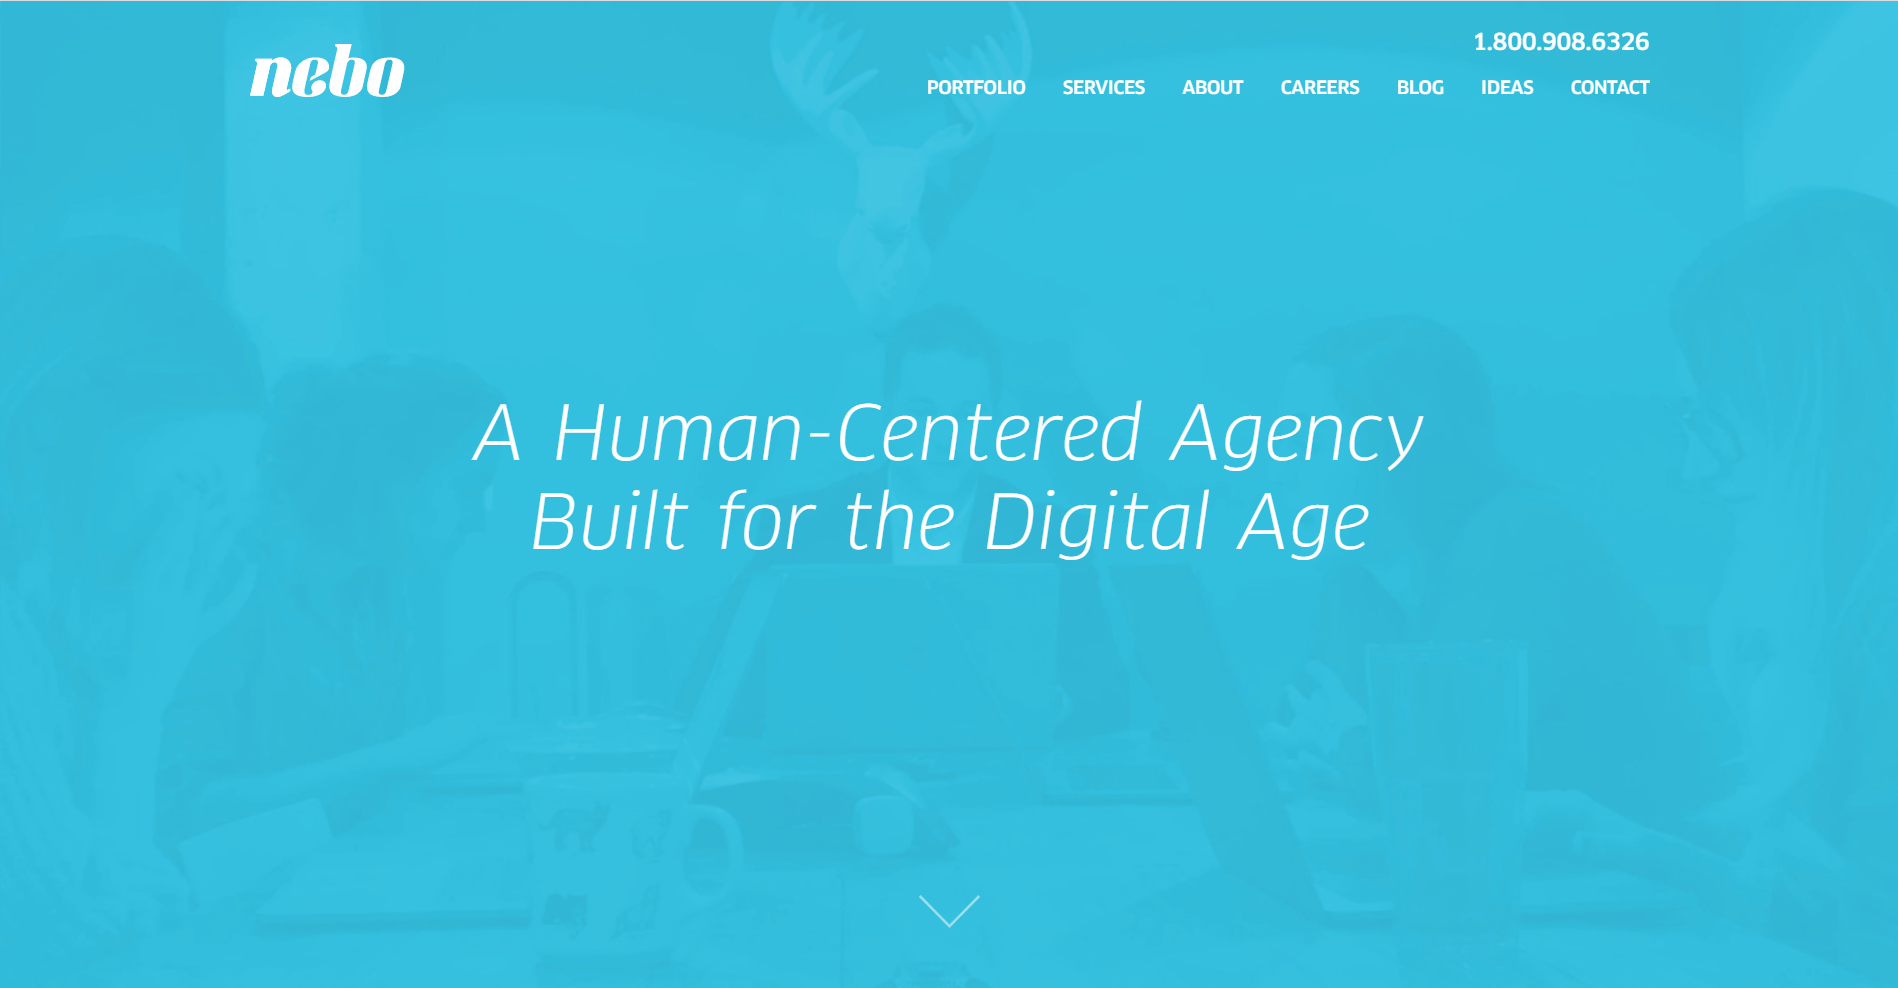 nebo
1.800.908.6326
PORTFOLIO SERVICES ABOUT CAREERS BLOG IDEAS CONTACT
A Human-Centered Agency
Built for the Digital Age